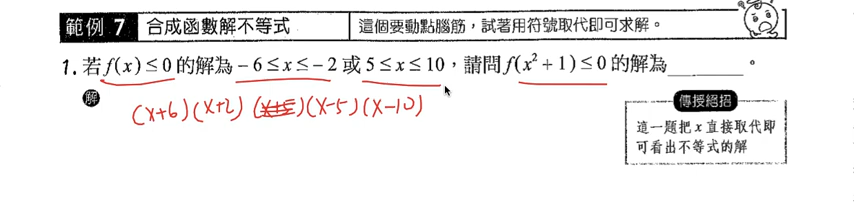 範例 7 合成函數解不等式 這個要動點腦筋，試著用符號取代即可求解。
1. 若 f(x) ≤ 0 的解為 −6 ≤ x ≤ −2 或 5 ≤ x ≤ 10，請問 f(x² + 1) ≤ 0 的解為________。
解
(x+6)(x+2)(x-5)(x-10)
傳授絕招
這一題把 x 直接取代即
可看出不等式的解